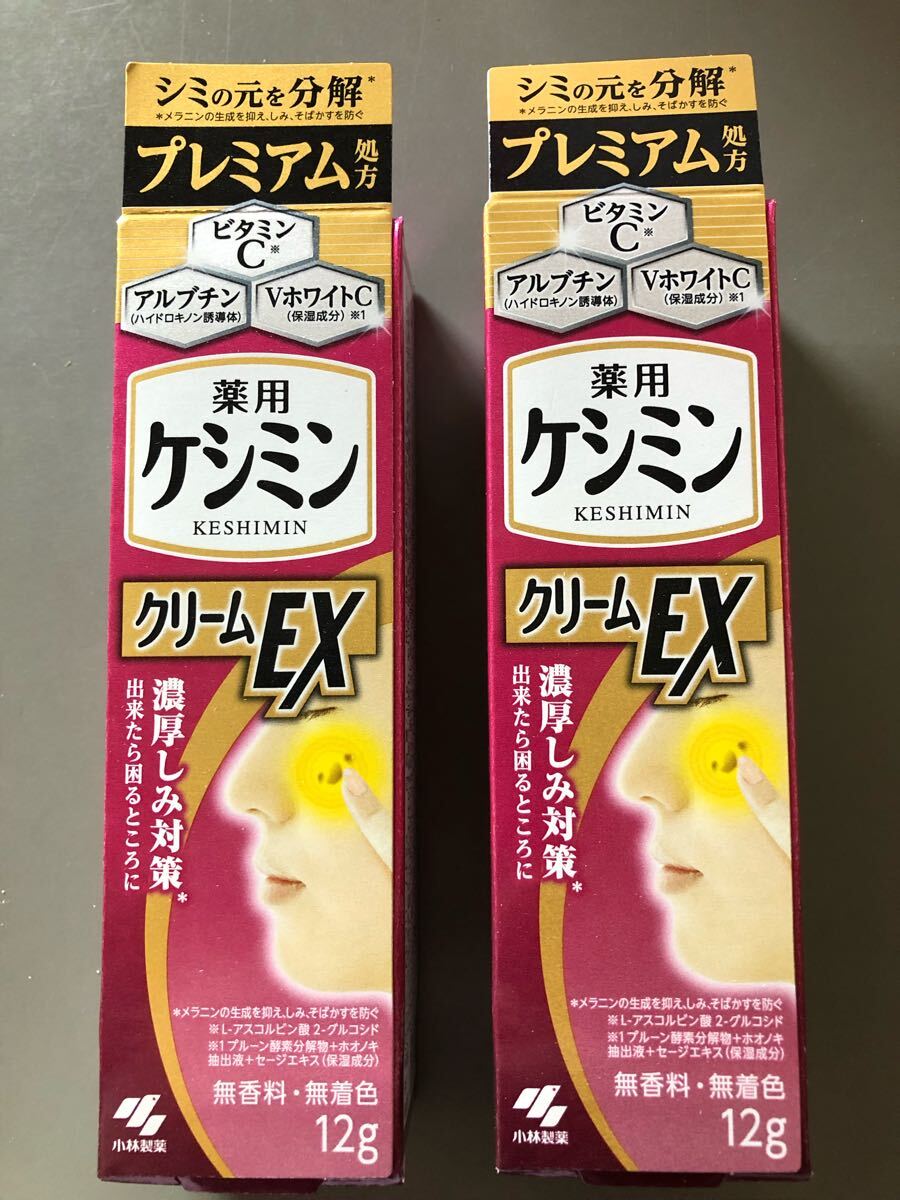 シミの元を分解*
*メラニンの生成を抑え、しみ、そばかすを防ぐ
プレミアム処方
ビタミン
C※
アルブチン
(ハイドロキノン誘導体)
VホワイトC
(保湿成分)※1
薬用
ケシミン
KESHIMIN
クリームEX
濃厚しみ対策*
出来たら困るところに
*メラニンの生成を抑え、しみ、そばかすを防ぐ
※L-アスコルビン酸 2-グルコシド
※1プルーン酵素分解物+ホオノキ
抽出液+セージエキス(保湿成分)
無香料・無着色
小林製薬
12g
シミの元を分解*
*メラニンの生成を抑え、しみ、そばかすを防ぐ
プレミアム処方
ビタミン
C※
アルブチン
(ハイドロキノン誘導体)
VホワイトC
(保湿成分)※1
薬用
ケシミン
KESHIMIN
クリームEX
濃厚しみ対策*
出来たら困るところに
*メラニンの生成を抑え、しみ、そばかすを防ぐ
※L-アスコルビン酸 2-グルコシド
※1プルーン酵素分解物+ホオノキ
抽出液+セージエキス(保湿成分)
無香料・無着色
小林製薬
12g